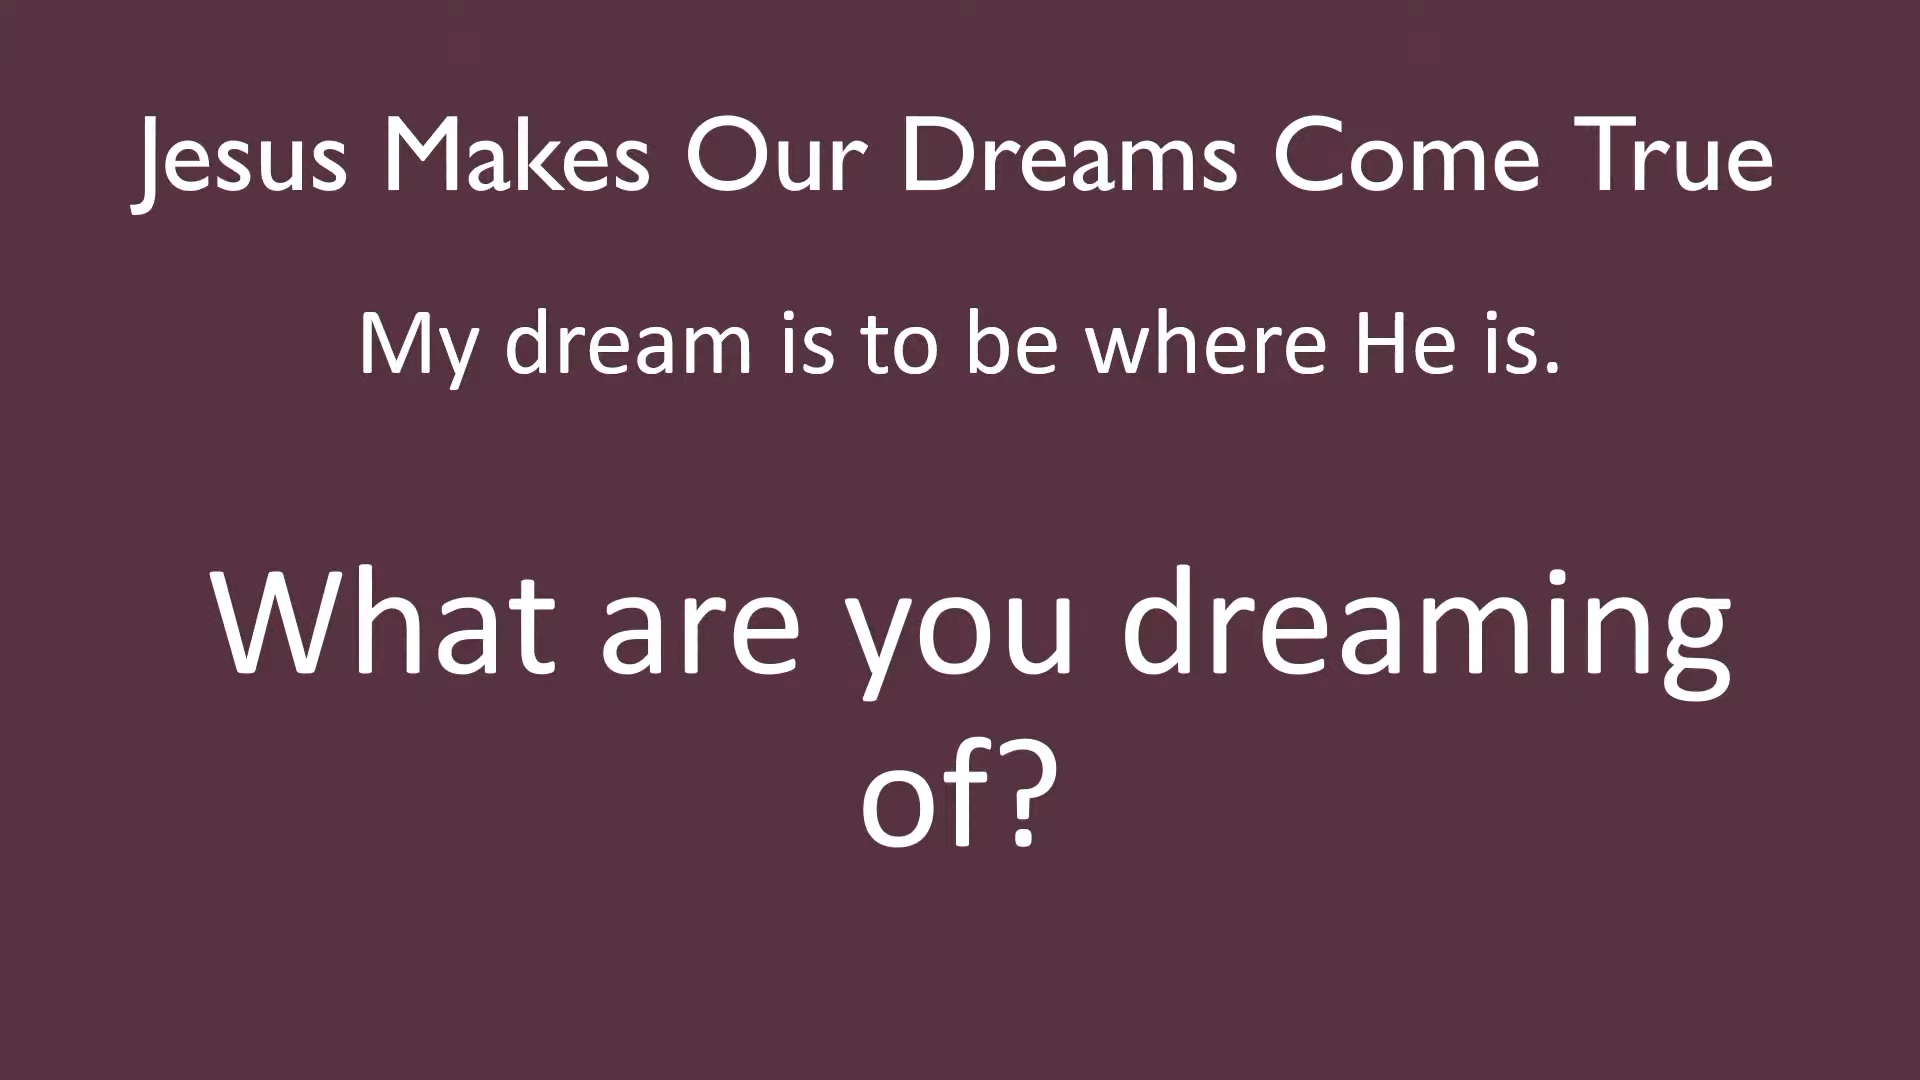 Jesus Makes Our Dreams Come True
My dream is to be where He is.
What are you dreaming
of?